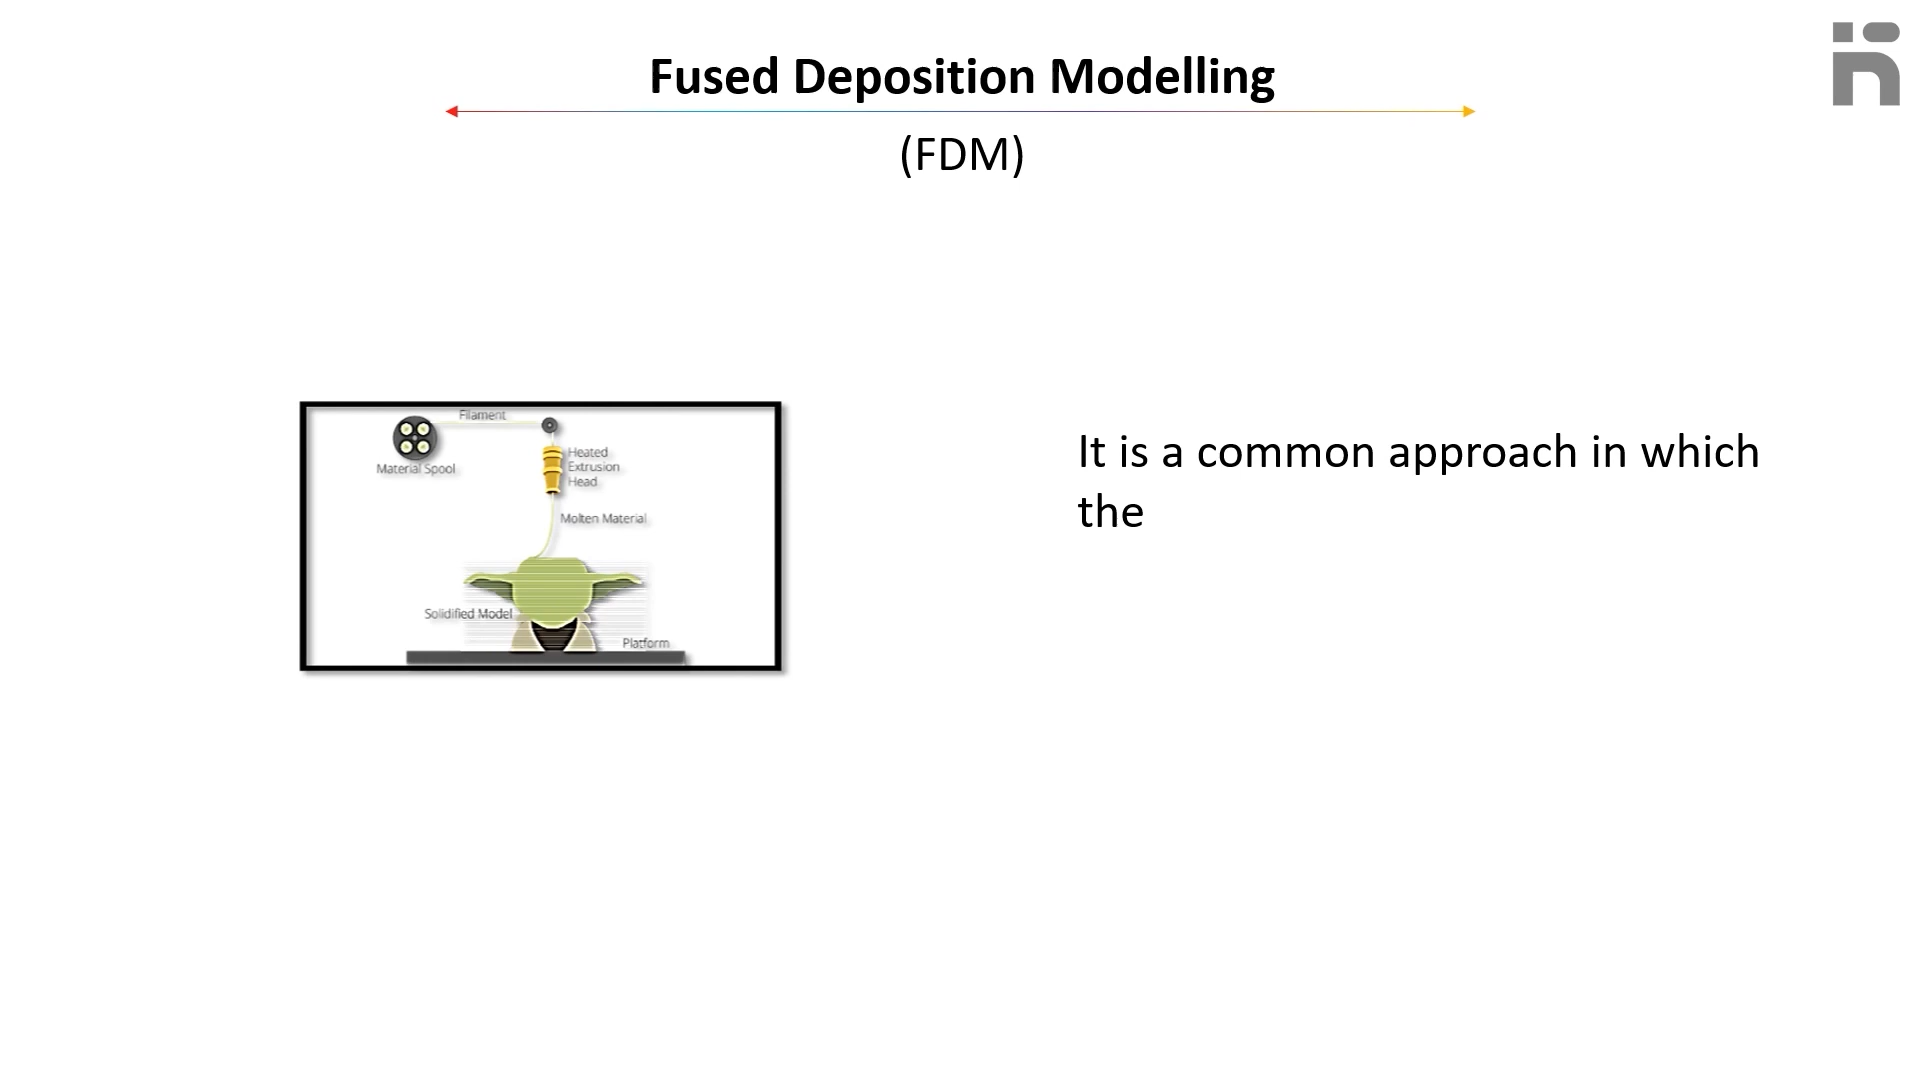 Fused Deposition Modelling
(FDM)
Filament
Material Spool
Heated
Extrusion
Head
Molten Material
Solidified Model
Platform
It is a common approach in which
the